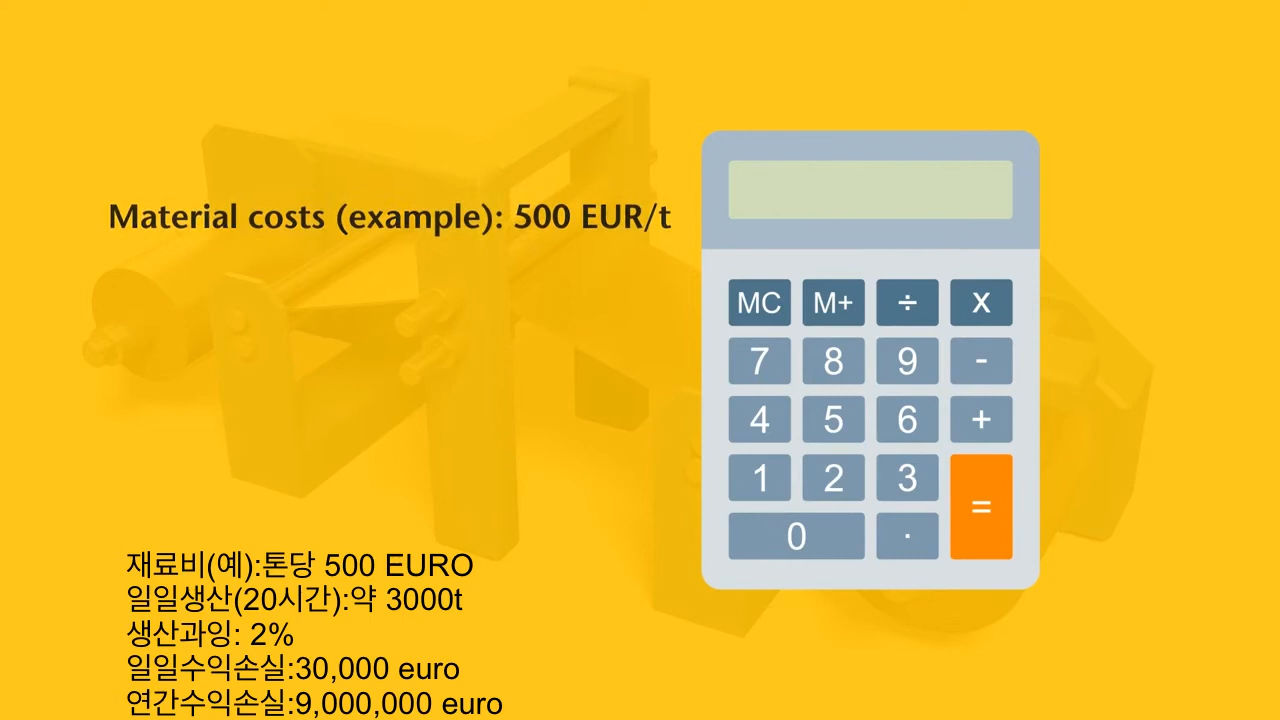 Material costs (example): 500 EUR/t
MC M+ ÷ x
7 8 9 -
4 5 6 +
1 2 3 =
0 .
재료비(예):톤당 500 EURO
일일생산(20시간):약 3000t
생산과잉: 2%
일일수익손실:30,000 euro
연간수익손실:9,000,000 euro